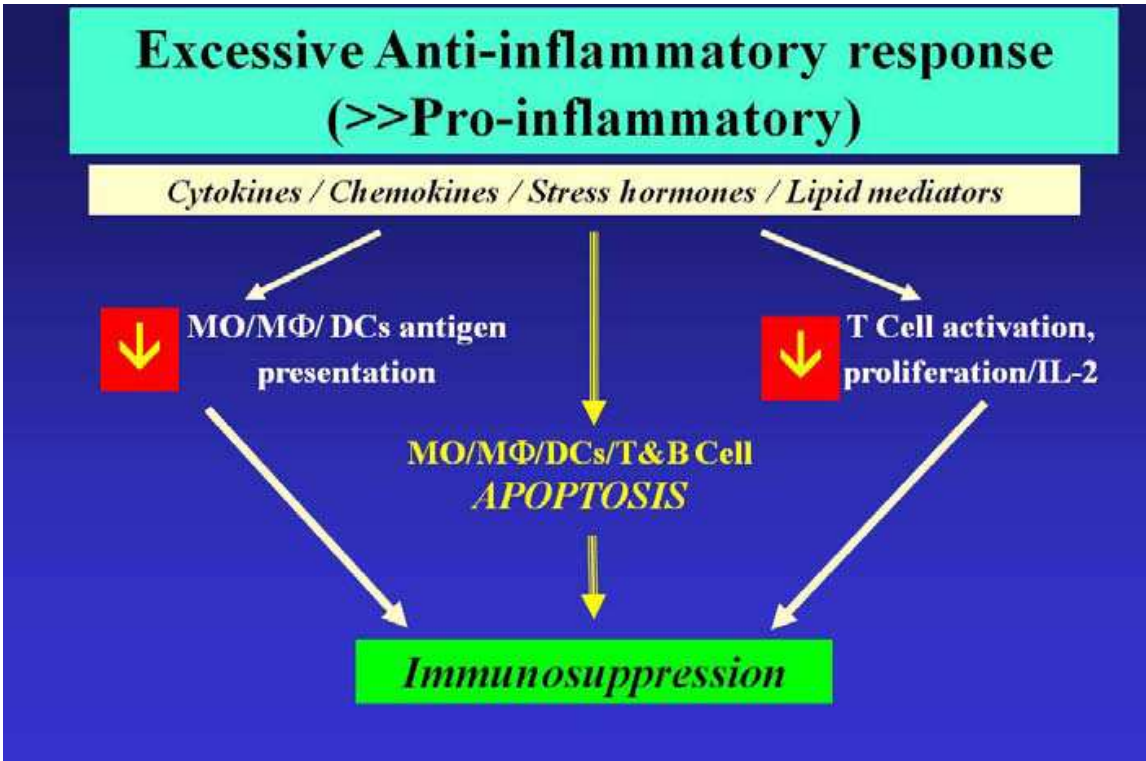 Excessive Anti-inflammatory response
(>>Pro-inflammatory)
Cytokines / Chemokines / Stress hormones / Lipid mediators
↓ MO/MΦ/ DCs antigen
presentation
↓ T Cell activation,
proliferation/IL-2
MO/MΦ/DCs/T&B Cell
APOPTOSIS
Immunosuppression